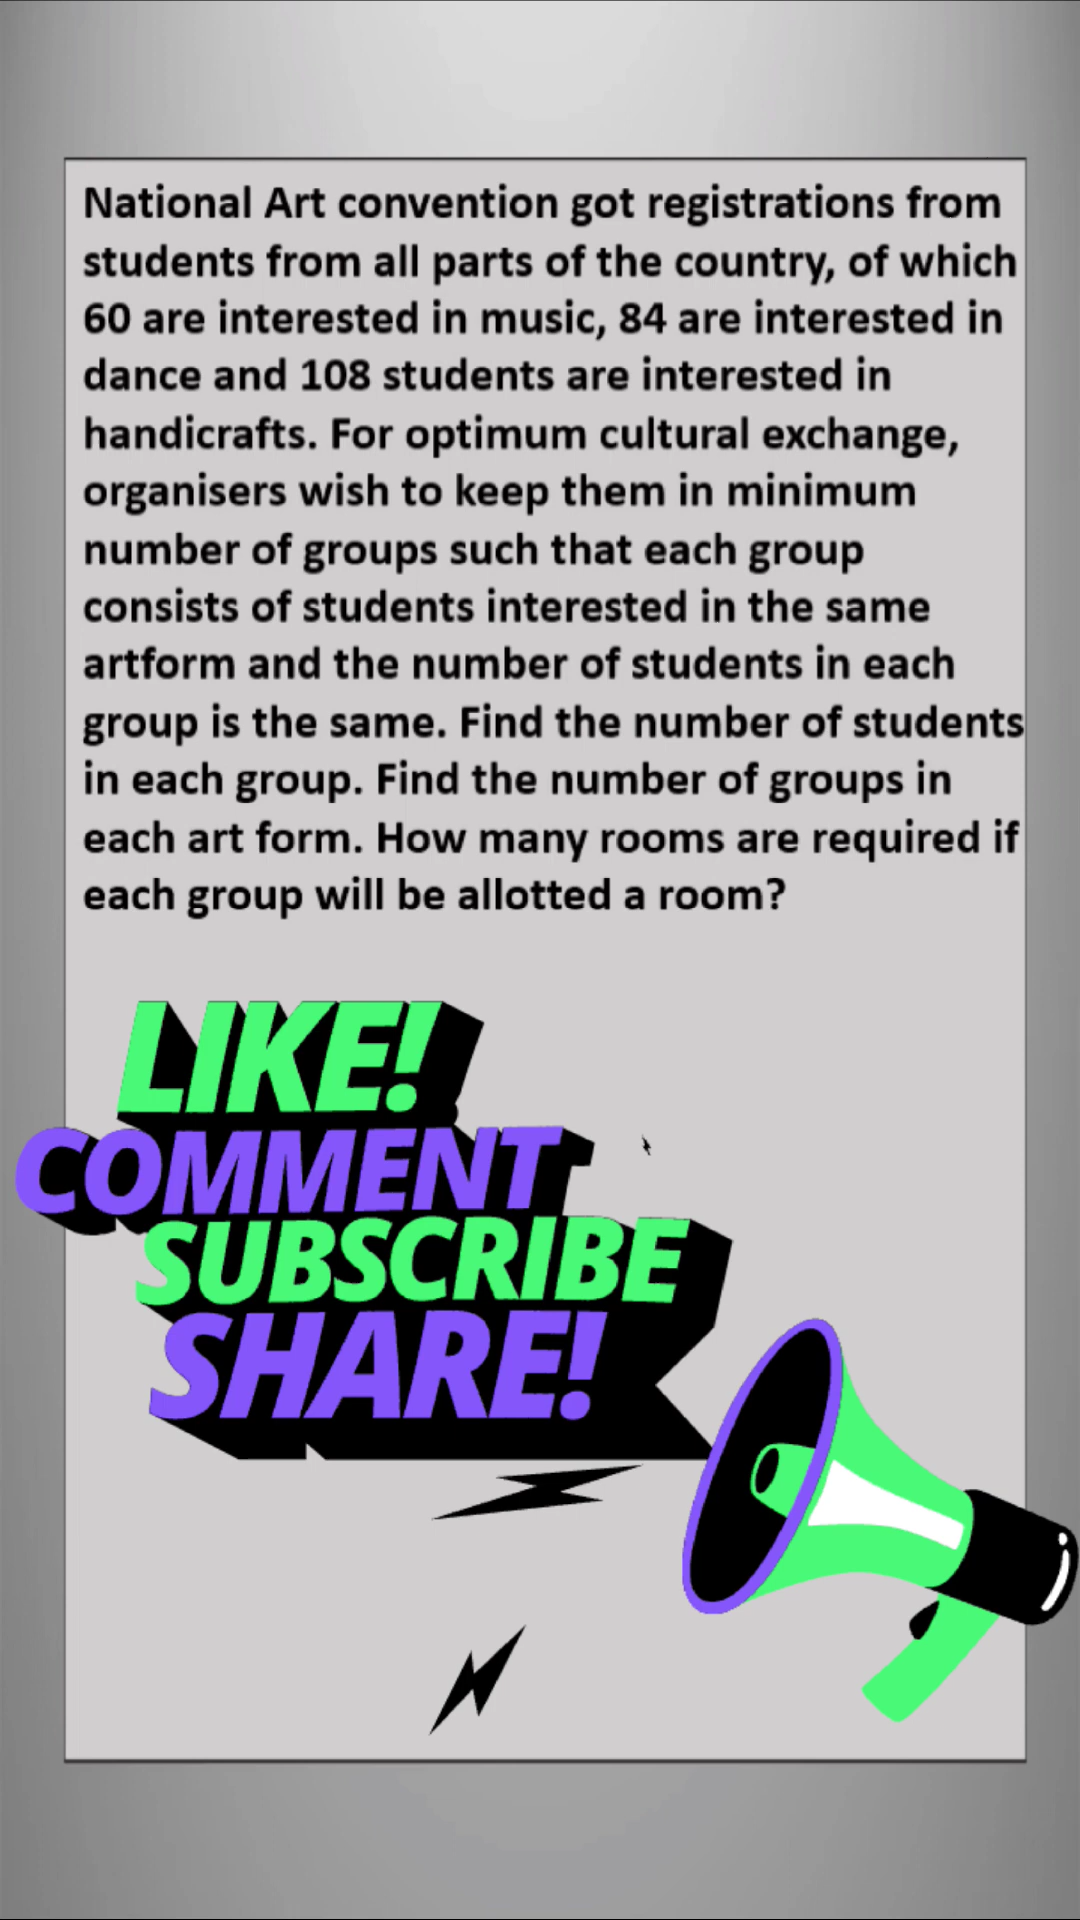 National Art convention got registrations from
students from all parts of the country, of which
60 are interested in music, 84 are interested in
dance and 108 students are interested in
handicrafts. For optimum cultural exchange,
organisers wish to keep them in minimum
number of groups such that each group
consists of students interested in the same
artform and the number of students in each
group is the same. Find the number of students
in each group. Find the number of groups in
each art form. How many rooms are required if
each group will be allotted a room?
LIKE!
COMMENT
SUBSCRIBE
SHARE!